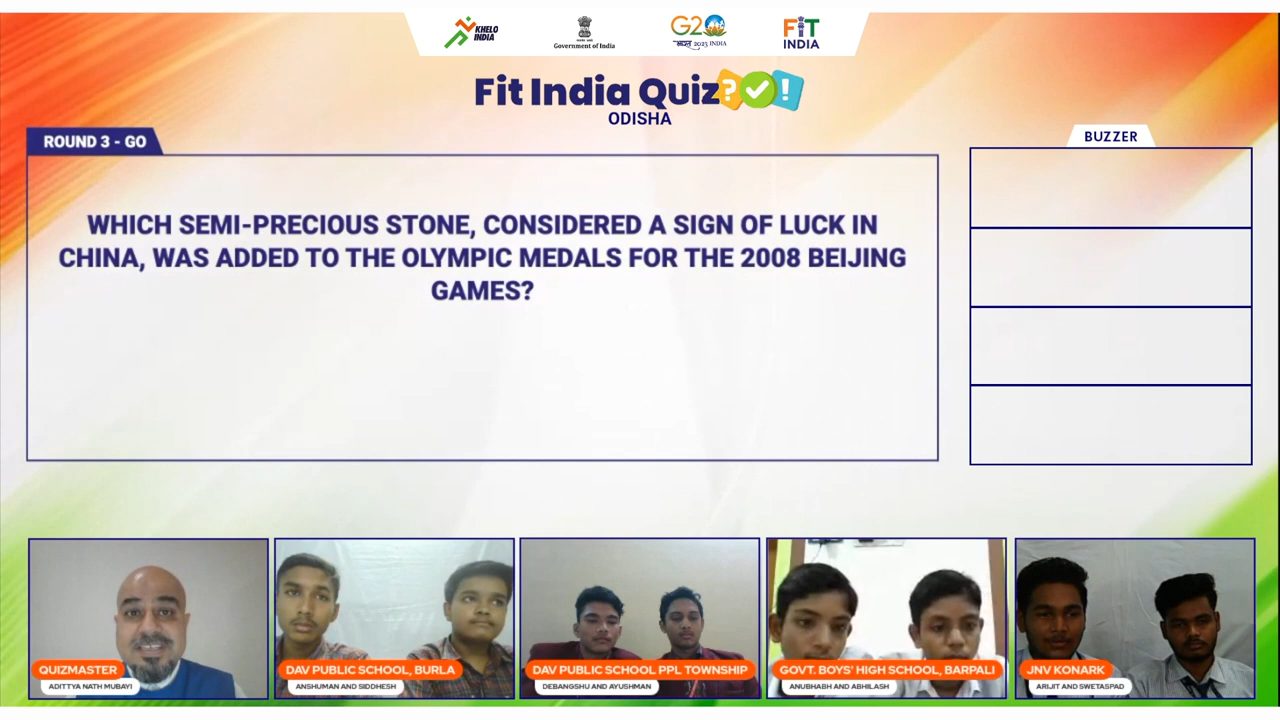 KHELO
INDIA
Government of India
G20
भारत 2023 INDIA
FIT
INDIA
Fit India Quiz?!
ODISHA
ROUND 3 - GO
BUZZER
WHICH SEMI-PRECIOUS STONE, CONSIDERED A SIGN OF LUCK IN
CHINA, WAS ADDED TO THE OLYMPIC MEDALS FOR THE 2008 BEIJING
GAMES?
QUIZMASTER
ADITTYA NATH MUBAYI
DAV PUBLIC SCHOOL, BURLA
ANSHUMAN AND SIDDHESH
DAV PUBLIC SCHOOL PPL TOWNSHIP
DEBANGSHU AND AYUSHMAN
GOVT. BOYS' HIGH SCHOOL, BARPALI
ANUBHABH AND ABHILASH
JNV KONARK
ARIJIT AND SWETASPAD